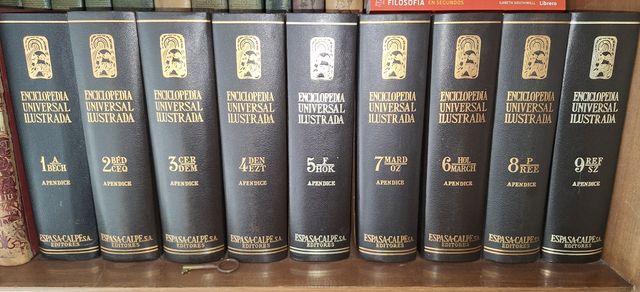 FILOSOFÍA EN SEGUNDOS
GARETH SOUTHWELL
Librero
ENCICLOPEDIA
UNIVERSAL
ILUSTRADA
1 A
BECH
APENDICE
ESPASA-CALPE S.A.
EDITORES
ENCICLOPEDIA
UNIVERSAL
ILUSTRADA
2 BÉD
CEQ
APENDICE
ESPASA-CALPE S.A.
EDITORES
ENCICLOPEDIA
UNIVERSAL
ILUSTRADA
3 CER
DEM
APENDICE
ESPASA-CALPE S.A.
EDITORES
ENCICLOPEDIA
UNIVERSAL
ILUSTRADA
4 DEN
EZT
APENDICE
ESPASA-CALPE S.A.
EDITORES
ENCICLOPEDIA
UNIVERSAL
ILUSTRADA
5 F
HOK
APENDICE
ESPASA-CALPE S.A.
EDITORES
ENCICLOPEDIA
UNIVERSAL
ILUSTRADA
7 MARD
OZ
APENDICE
ESPASA-CALPE S.A.
EDITORES
ENCICLOPEDIA
UNIVERSAL
ILUSTRADA
6 HOL
MARCH
APENDICE
ESPASA-CALPE S.A.
EDITORES
ENCICLOPEDIA
UNIVERSAL
ILUSTRADA
8 P
REE
APENDICE
ESPASA-CALPE S.A.
EDITORES
ENCICLOPEDIA
UNIVERSAL
ILUSTRADA
9 REF
SZ
APENDICE
ESPASA-CALPE S.A.
EDITORES